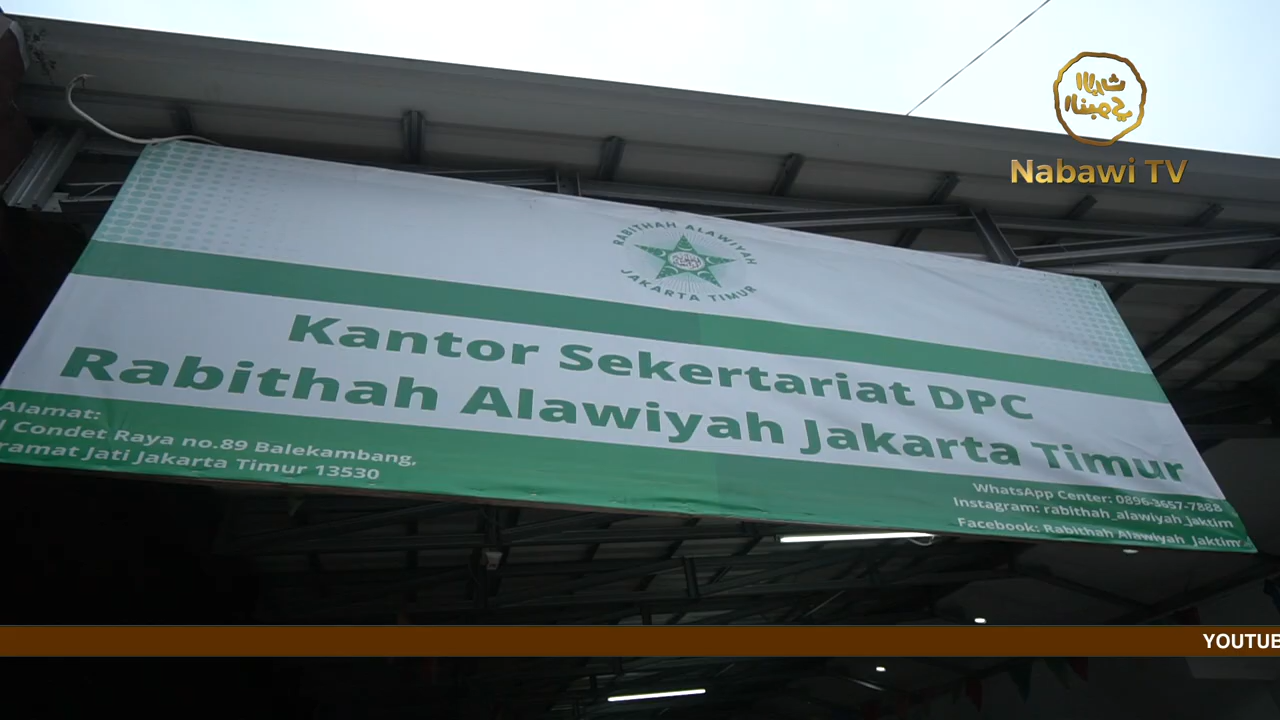 Nabawi TV
RABITHAH ALAWIYAH
JAKARTA TIMUR
Kantor Sekertariat DPC
Rabithah Alawiyah Jakarta Timur
Alamat:
Condet Raya no.89 Balekambang,
Jati Jakarta Timur 13530
WhatsApp Center: 0896-3657-7888
Instagram: rabithah_alawiyah_jaktim
Facebook: Rabithah Alawiyah_Jaktim